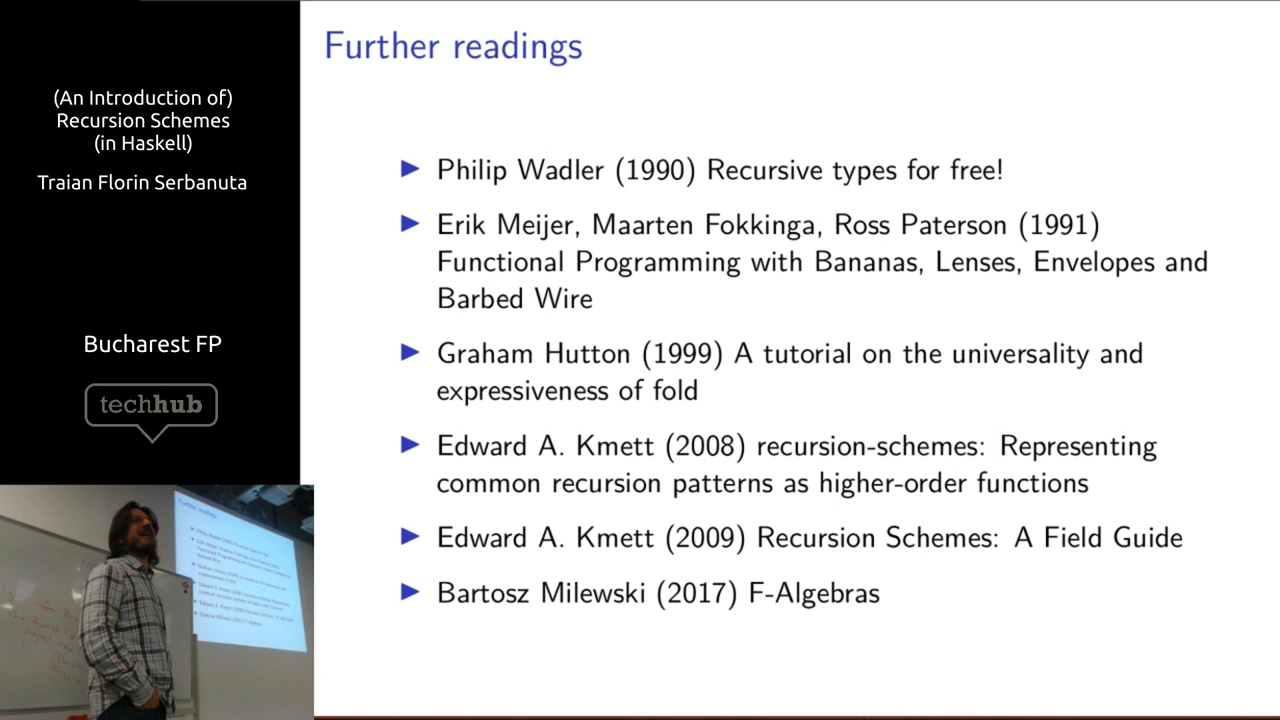 (An Introduction of)
Recursion Schemes
(in Haskell)
Traian Florin Serbanuta
Bucharest FP
techhub
Further readings
Philip Wadler (1990) Recursive types for free!
Erik Meijer, Maarten Fokkinga, Ross Paterson (1991)
Functional Programming with Bananas, Lenses, Envelopes and
Barbed Wire
Graham Hutton (1999) A tutorial on the universality and
expressiveness of fold
Edward A. Kmett (2008) recursion-schemes: Representing
common recursion patterns as higher-order functions
Edward A. Kmett (2009) Recursion Schemes: A Field Guide
Bartosz Milewski (2017) F-Algebras
Further readings